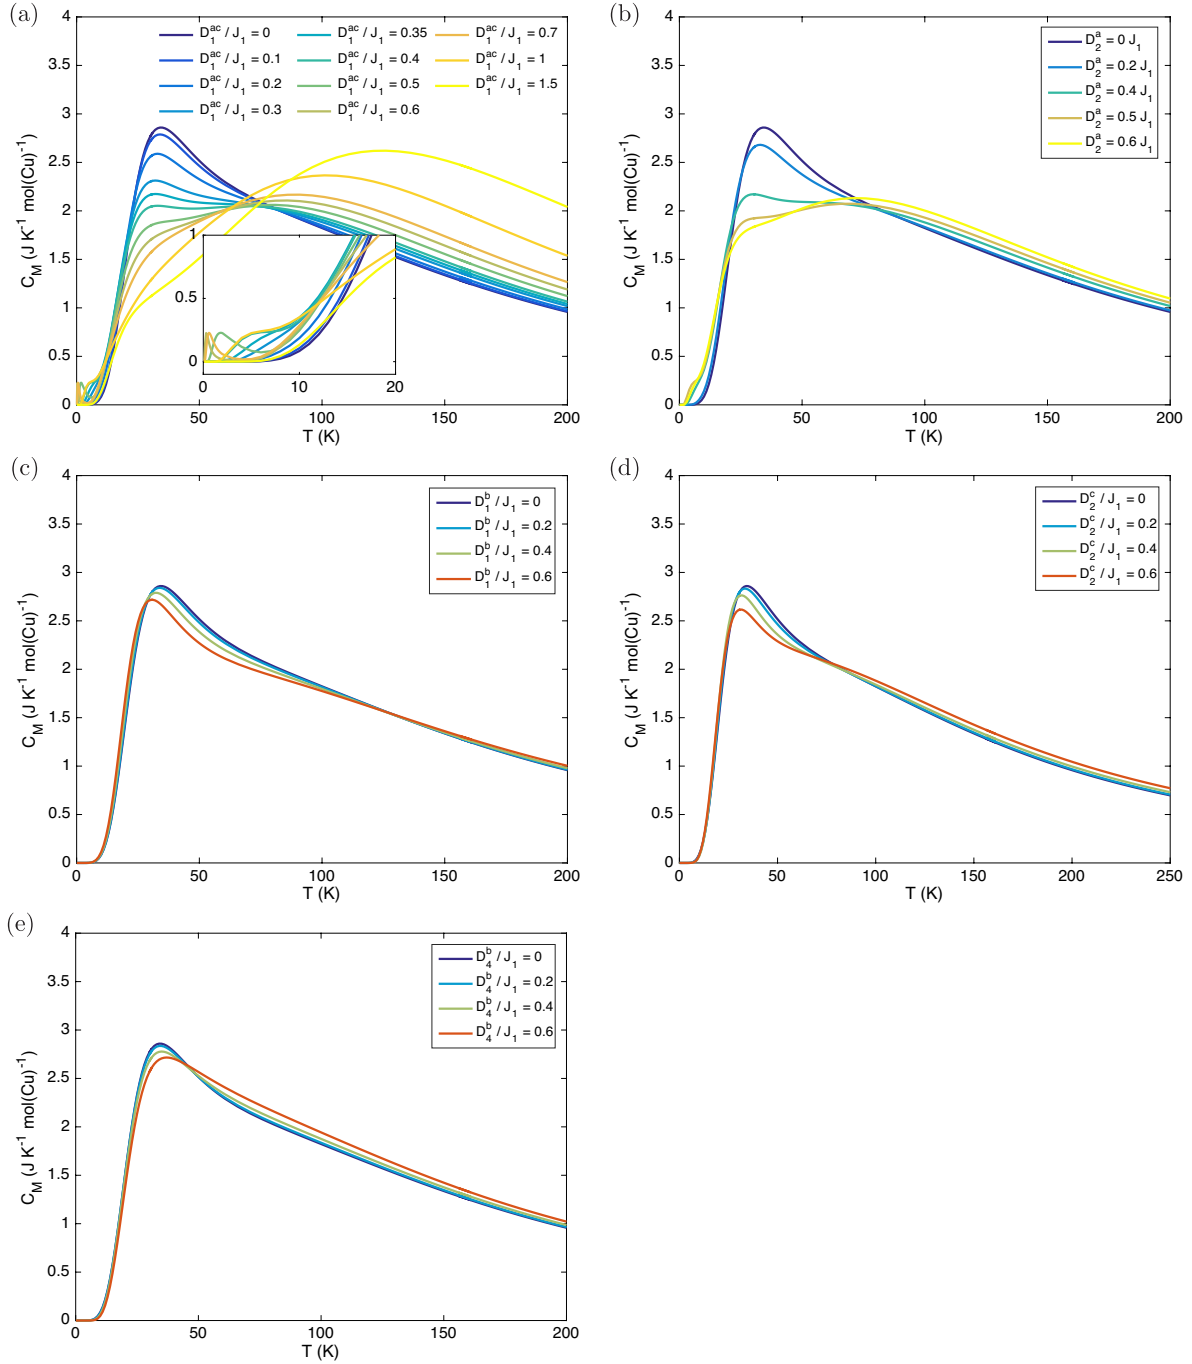 (a)
4
3.5
3
2.5
2
1.5
1
0.5
0
C_M (J K⁻¹ mol(Cu)⁻¹)
D₁ᵃᶜ / J₁ = 0
D₁ᵃᶜ / J₁ = 0.1
D₁ᵃᶜ / J₁ = 0.2
D₁ᵃᶜ / J₁ = 0.3
D₁ᵃᶜ / J₁ = 0.35
D₁ᵃᶜ / J₁ = 0.4
D₁ᵃᶜ / J₁ = 0.5
D₁ᵃᶜ / J₁ = 0.6
D₁ᵃᶜ / J₁ = 0.7
D₁ᵃᶜ / J₁ = 1
D₁ᵃᶜ / J₁ = 1.5
1
0.5
0
0 10 20
0 50 100 150 200
T (K)
(b)
4
3.5
3
2.5
2
1.5
1
0.5
0
C_M (J K⁻¹ mol(Cu)⁻¹)
D₂ᵃ = 0 J₁
D₂ᵃ = 0.2 J₁
D₂ᵃ = 0.4 J₁
D₂ᵃ = 0.5 J₁
D₂ᵃ = 0.6 J₁
0 50 100 150 200
T (K)
(c)
4
3.5
3
2.5
2
1.5
1
0.5
0
C_M (J K⁻¹ mol(Cu)⁻¹)
D₁ᵇ / J₁ = 0
D₁ᵇ / J₁ = 0.2
D₁ᵇ / J₁ = 0.4
D₁ᵇ / J₁ = 0.6
0 50 100 150 200
T (K)
(d)
4
3.5
3
2.5
2
1.5
1
0.5
0
C_M (J K⁻¹ mol(Cu)⁻¹)
D₂ᶜ / J₁ = 0
D₂ᶜ / J₁ = 0.2
D₂ᶜ / J₁ = 0.4
D₂ᶜ / J₁ = 0.6
0 50 100 150 200 250
T (K)
(e)
4
3.5
3
2.5
2
1.5
1
0.5
0
C_M (J K⁻¹ mol(Cu)⁻¹)
D₄ᵇ / J₁ = 0
D₄ᵇ / J₁ = 0.2
D₄ᵇ / J₁ = 0.4
D₄ᵇ / J₁ = 0.6
0 50 100 150 200
T (K)